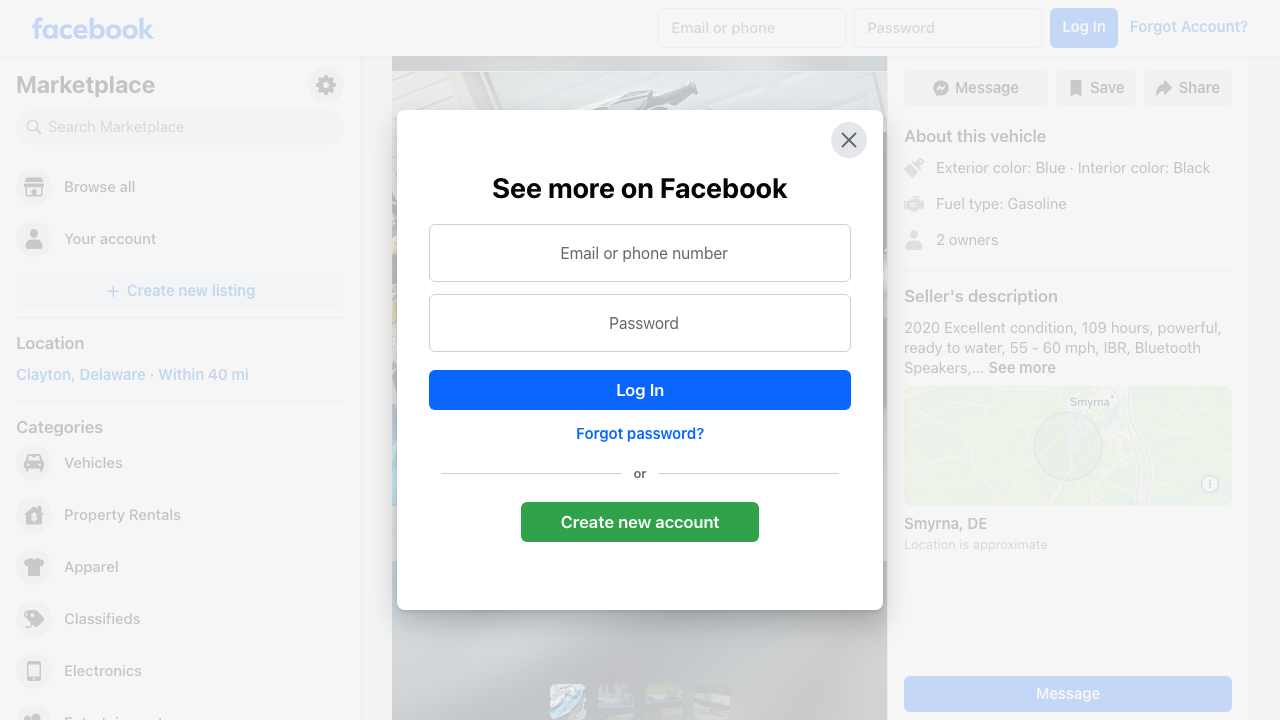 facebook
Email or phone
Password
Log In
Forgot Account?
Marketplace
Search Marketplace
Browse all
Your account
Create new listing
Location
Clayton, Delaware · Within 40 mi
Categories
Vehicles
Property Rentals
Apparel
Classifieds
Electronics
See more on Facebook
Email or phone number
Password
Log In
Forgot password?
or
Create new account
Message
Save
Share
About this vehicle
Exterior color: Blue · Interior color: Black
Fuel type: Gasoline
2 owners
Seller's description
2020 Excellent condition, 109 hours, powerful,
ready to water, 55 - 60 mph, IBR, Bluetooth
Speakers,... See more
Smyrna
Smyrna, DE
Location is approximate
Message